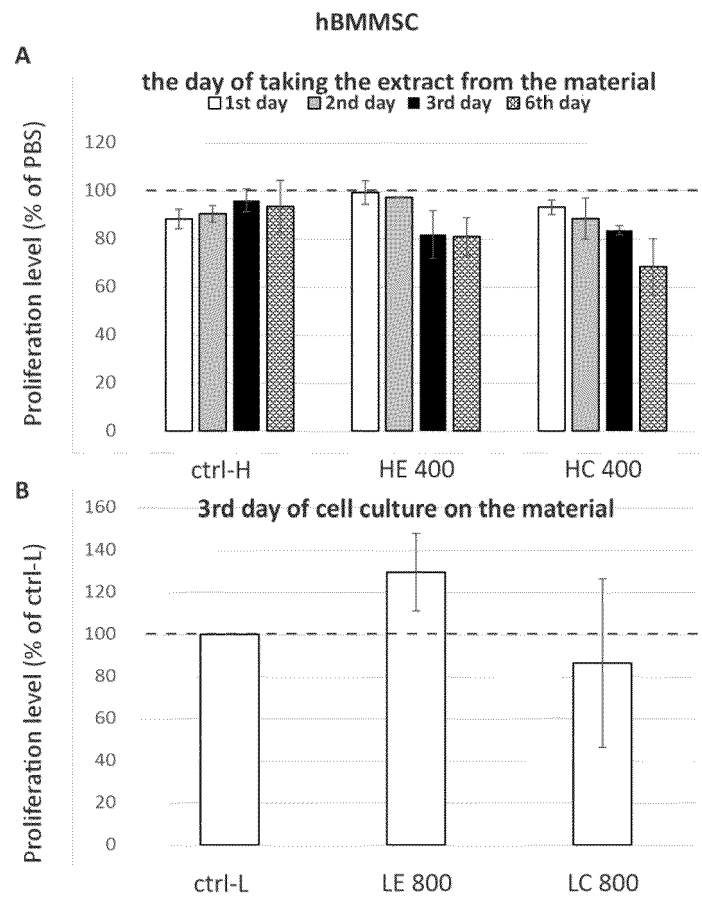 hBMMSC
A
the day of taking the extract from the material
1st day 2nd day 3rd day 6th day
Proliferation level (% of PBS)
120
100
80
60
40
20
0
ctrl-H HE 400 HC 400
B
3rd day of cell culture on the material
Proliferation level (% of ctrl-L)
160
140
120
100
80
60
40
20
0
ctrl-L LE 800 LC 800